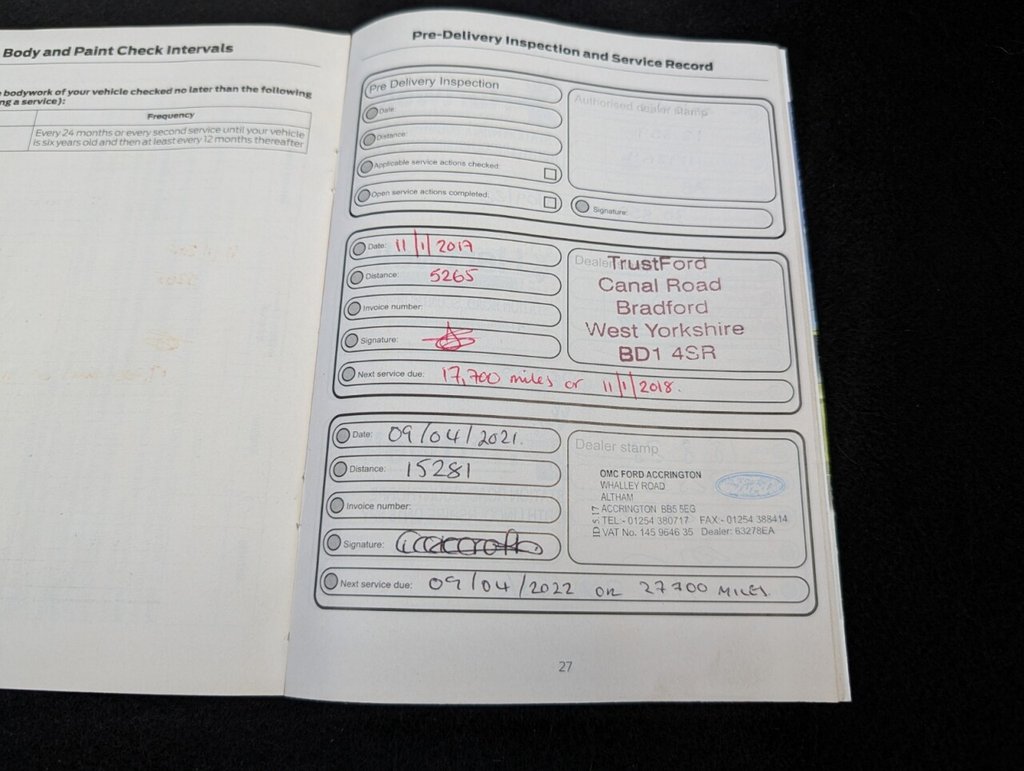 Body and Paint Check Intervals
bodywork of your vehicle checked no later than the following
ng a service):
Frequency
Every 24 months or every second service until your vehicle
is six years old and then at least every 12 months thereafter
Pre-Delivery Inspection and Service Record
Pre Delivery Inspection
Date:
Distance:
Applicable service actions checked:
Open service actions completed:
Authorised dealer stamp
Signature:
Date: 11/1/2017
Distance: 5265
Invoice number:
Signature:
Next service due: 17,700 miles or 11/1/2018.
Dealer
TrustFord
Canal Road
Bradford
West Yorkshire
BD1 4SR
Date: 09/04/2021.
Distance: 15281
Invoice number:
Signature:
Next service due: 09/04/2022 OR 27700 MILES
Dealer stamp
OMC FORD ACCRINGTON
WHALLEY ROAD
ALTHAM
ACCRINGTON BB5 5EG
TEL:- 01254 380717 FAX:- 01254 388414
VAT No. 145 9646 35 Dealer: 63278EA
ID 5.17
27